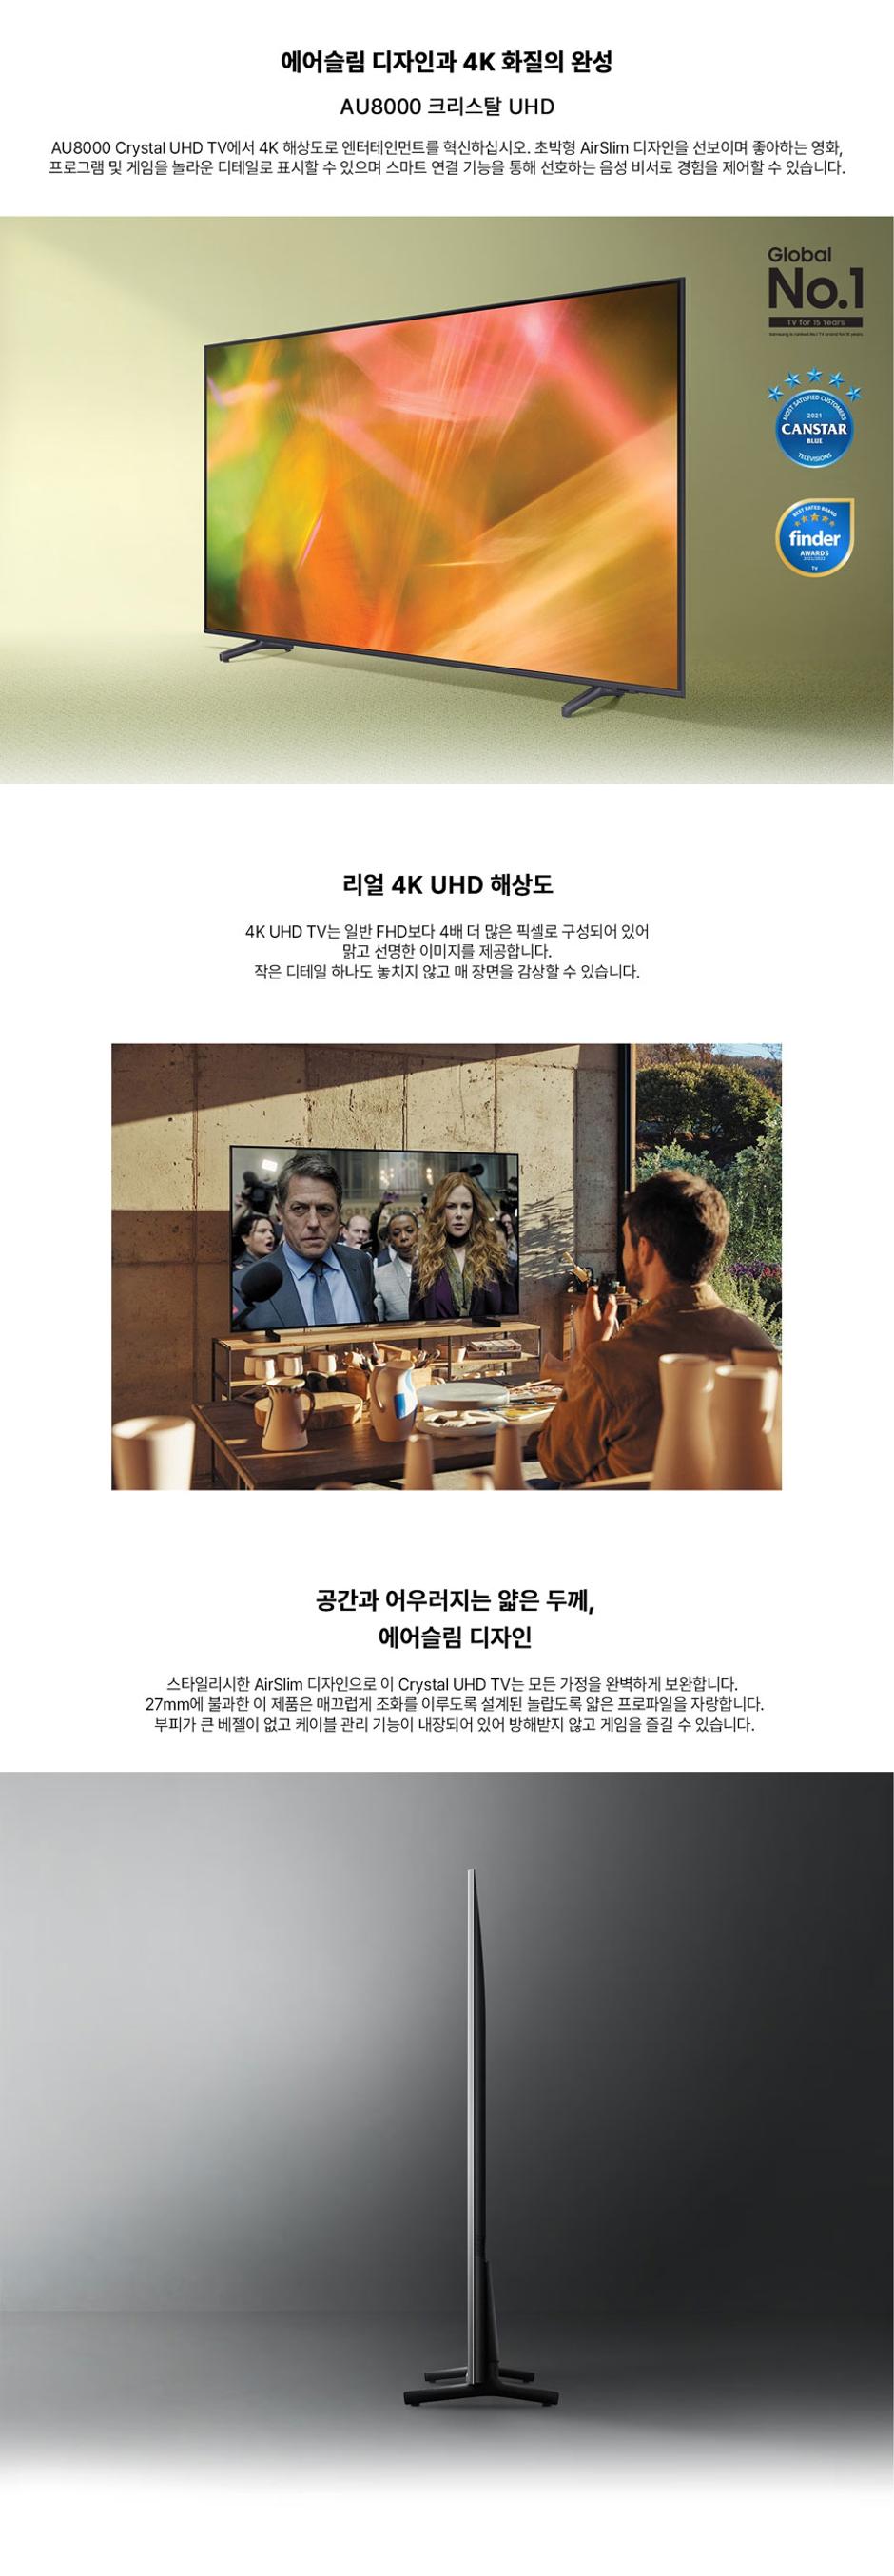 에어슬림 디자인과 4K 화질의 완성
AU8000 크리스탈 UHD
AU8000 Crystal UHD TV에서 4K 해상도로 엔터테인먼트를 혁신하십시오. 초박형 AirSlim 디자인을 선보이며 좋아하는 영화,
프로그램 및 게임을 놀라운 디테일로 표시할 수 있으며 스마트 연결 기능을 통해 선호하는 음성 비서로 경험을 제어할 수 있습니다.
Global
No.1
TV for 15 Years
MOST SATISFIED CUSTOMERS
2021
CANSTAR
BLUE
TELEVISIONS
BEST RATED BRAND
finder
AWARDS
TV
리얼 4K UHD 해상도
4K UHD TV는 일반 FHD보다 4배 더 많은 픽셀로 구성되어 있어
맑고 선명한 이미지를 제공합니다.
작은 디테일 하나도 놓치지 않고 매 장면을 감상할 수 있습니다.
공간과 어우러지는 얇은 두께,
에어슬림 디자인
스타일리시한 AirSlim 디자인으로 이 Crystal UHD TV는 모든 가정을 완벽하게 보완합니다.
27mm에 불과한 이 제품은 매끄럽게 조화를 이루도록 설계된 놀랍도록 얇은 프로파일을 자랑합니다.
부피가 큰 베젤이 없고 케이블 관리 기능이 내장되어 있어 방해받지 않고 게임을 즐길 수 있습니다.